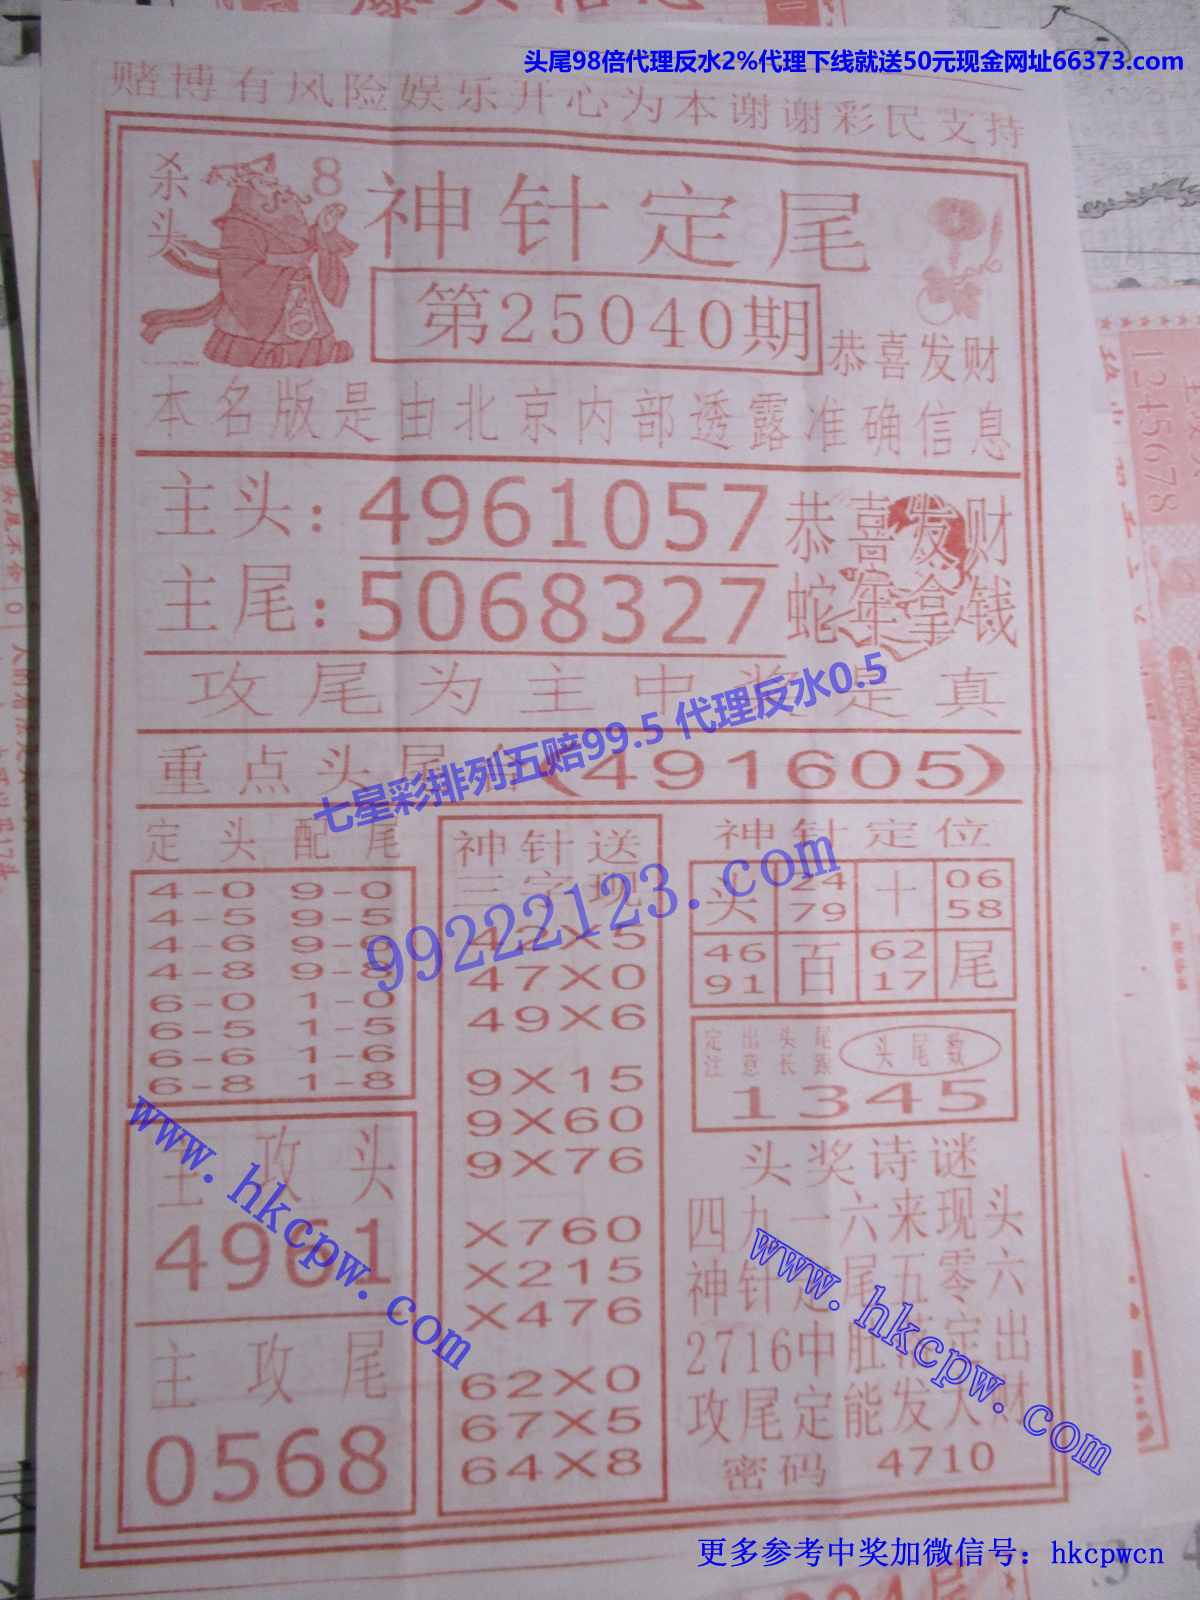 头尾98倍代理反水2%代理下线就送50元现金网址66373.com
赌博有风险娱乐开心为本谢谢彩民支持
杀头 8
神针定尾
第25040期
恭喜发财
本名版是由北京内部透露准确信息
主头:4961057
恭喜发财
主尾:5068327
蛇年拿钱
攻尾为主中奖是真
七星彩排列五赔99.5 代理反水0.5
重点头尾(491605)
定头配尾
4-0 9-0
4-5 9-5
4-6 9-6
4-8 9-8
6-0 1-0
6-5 1-5
6-6 1-6
6-8 1-8
99222123.com
神针送
三字现
42X5
47X0
49X6
9X15
9X60
9X76
X760
X215
X476
62X0
67X5
64X8
神针定位
头 24 十 06
79 58
46 百 62 尾
91 17
定出头尾
注意长跟
头尾数
1345
主攻头
4961
www.hkcpw.com
主攻尾
0568
头奖诗谜
四九一六来现头
神针定尾五零六
2716中肚 定出
攻尾定能发大财
密码 4710
www.hkcpw.com
更多参考中奖加微信号：hkcpwcn